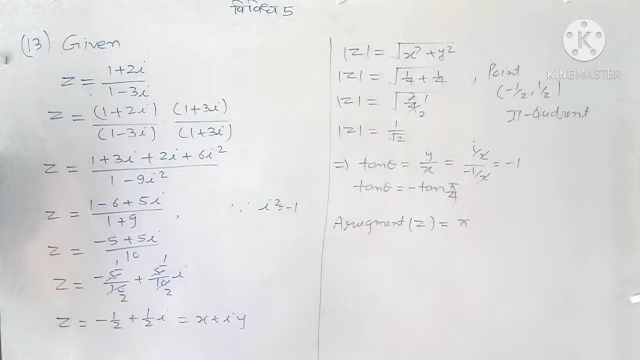 विविध 5
(13) Given
z = 1+2i / 1-3i
z = (1+2i) / (1-3i) (1+3i) / (1+3i)
z = 1+3i+2i+6i² / 1-9i²
z = 1-6+5i / 1+9 , ∵ i²=-1
z = -5+5i / 10
z = -5/10 + 5/10 i
z = -1/2 + 1/2 i = x+iy
|z| = √x²+y²
|z| = √1/4 + 1/4 , Point (-1/2, 1/2)
|z| = √2/4 II-Qudrent
|z| = 1/√2
⇒ tanθ = y/x = 1/2 / -1/2 = -1
tanθ = -tan π/4
Arugment(z) = π
KINEMASTER